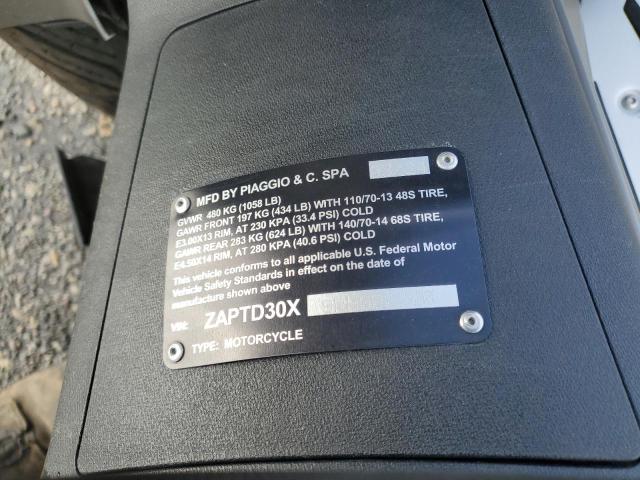 MFD BY PIAGGIO & C. SPA
GVWR 480 KG (1058 LB)
GAWR FRONT 197 KG (434 LB) WITH 110/70-13 48S TIRE,
E3.00X13 RIM, AT 230 KPA (33.4 PSI) COLD
GAWR REAR 283 KG (624 LB) WITH 140/70-14 68S TIRE,
E4.50X14 RIM, AT 280 KPA (40.6 PSI) COLD
This vehicle conforms to all applicable U.S. Federal Motor
Vehicle Safety Standards in effect on the date of
manufacture shown above
VIN: ZAPTD30X
TYPE: MOTORCYCLE